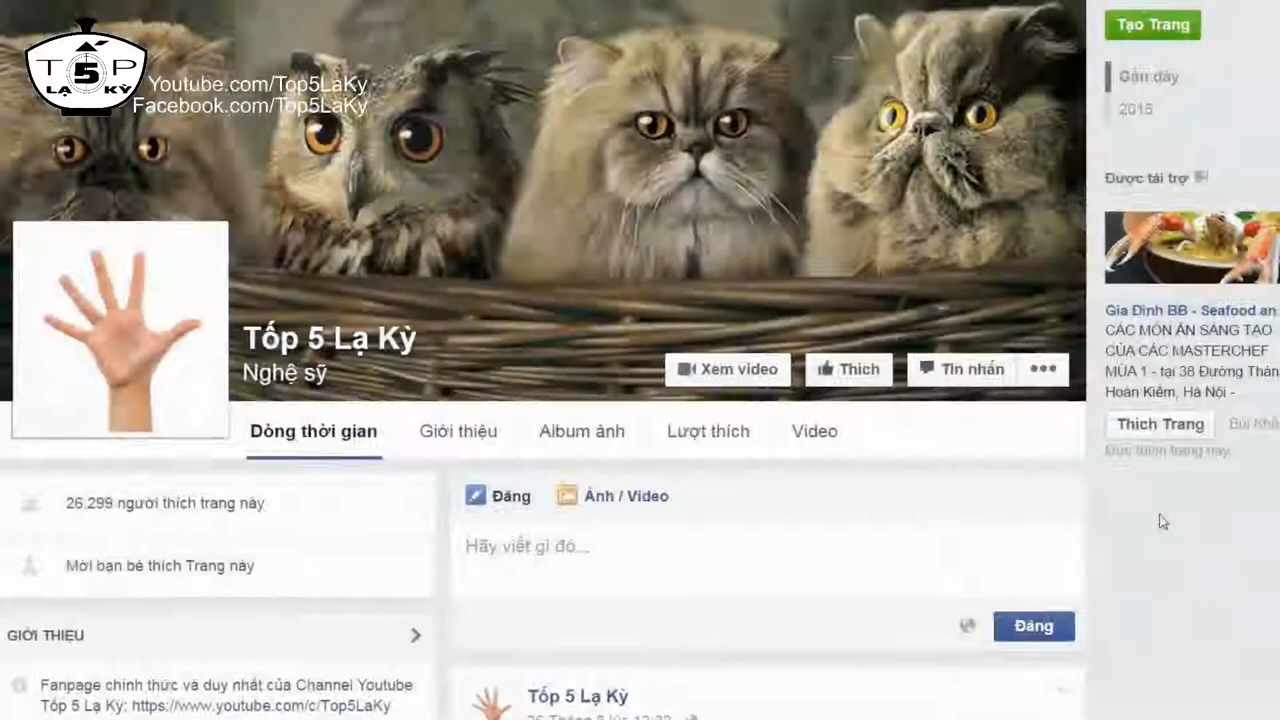 TỐP
5
LẠ KỲ
Youtube.com/Top5LaKy
Facebook.com/Top5LaKy
Tạo Trang
Gần đây
2015
Được tài trợ
Tốp 5 Lạ Kỳ
Nghệ sỹ
Xem video
Thích
Tin nhắn
Gia Đình BB - Seafood an
CÁC MÓN ĂN SÁNG TẠO
CỦA CÁC MASTERCHEF
MÙA 1 - tại 38 Đường Thàn
Hoàn Kiếm, Hà Nội -
Thích Trang
Dòng thời gian
Giới thiệu
Album ảnh
Lượt thích
Video
26.299 người thích trang này
Mời bạn bè thích Trang này
Đăng
Ảnh / Video
Hãy viết gì đó...
Đăng
GIỚI THIỆU
Fanpage chính thức và duy nhất của Channel Youtube
Tốp 5 Lạ Kỳ: https://www.youtube.com/c/Top5LaKy
Tốp 5 Lạ Kỳ